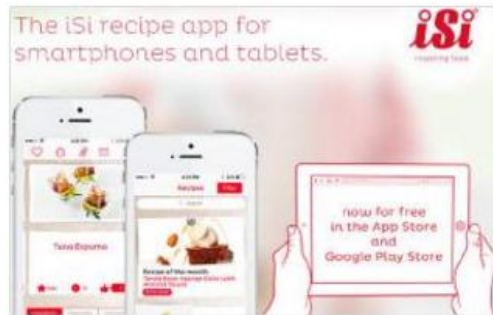 The iSi recipe app for
smartphones and tablets.
iSi
inspiring food
Recipes
Filter
Tuna Espuma
Recipe of the month
now for free
in the App Store
and
Google Play Store